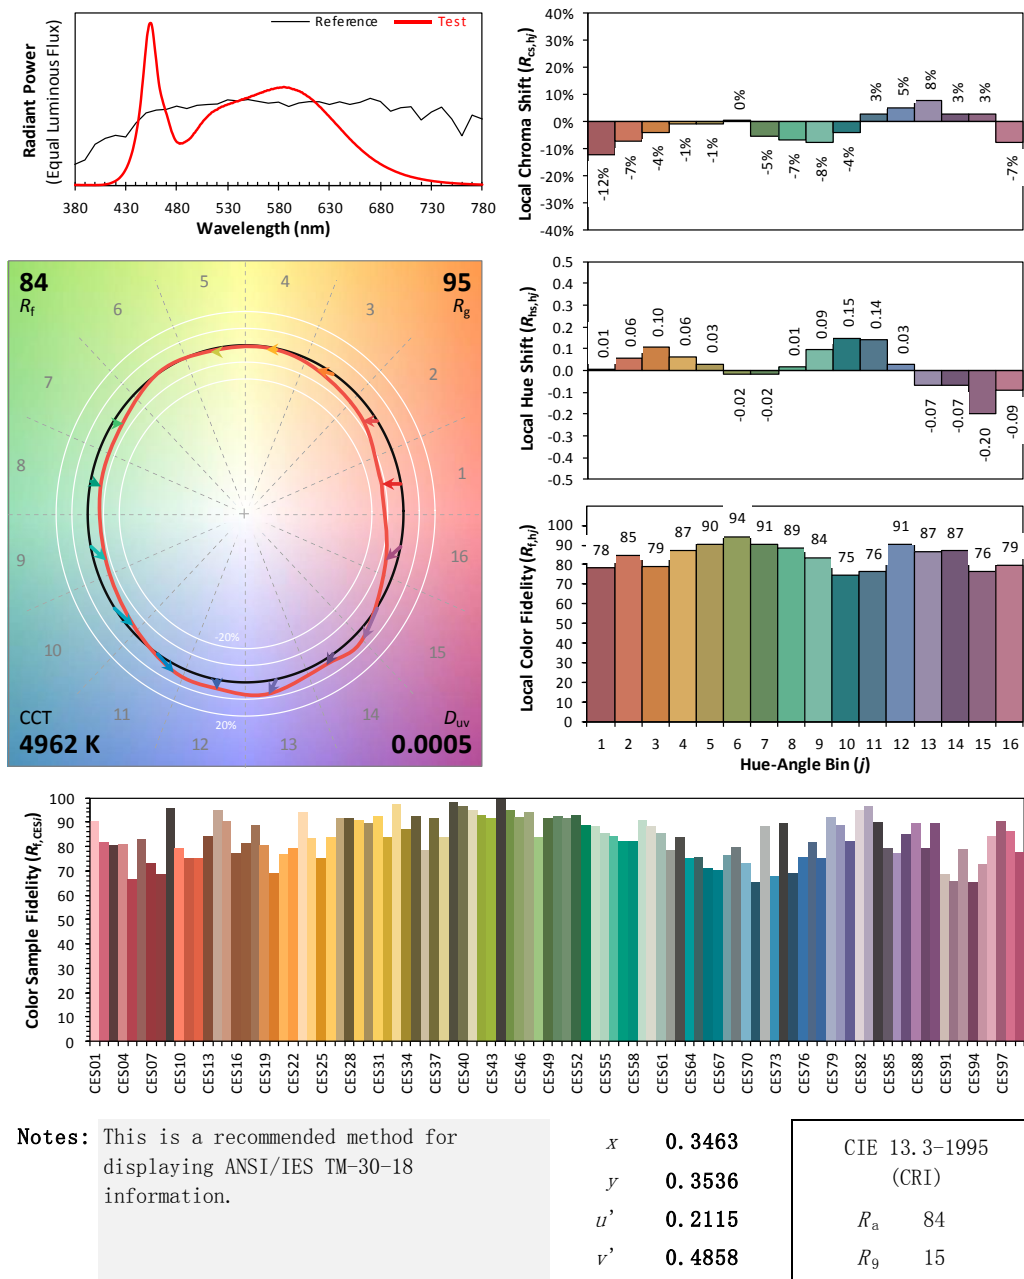 Radiant Power
(Equal Luminous Flux)
Reference
Test
380 430 480 530 580 630 680 730 780
Wavelength (nm)
Local Chroma Shift (Rcs,hj)
40%
30%
20%
10%
0%
-10%
-20%
-30%
-40%
-12% -7% -4% -1% -1% 0% -5% -7% -8% -4% 3% 5% 8% 3% 3% -7%
84
Rf
95
Rg
5 4
6 3
7 2
8 1
9 16
10 15
11 14
12 13
-20%
20%
CCT
4962 K
Duv
0.0005
Local Hue Shift (Rhs,hj)
0.5
0.4
0.3
0.2
0.1
0.0
-0.1
-0.2
-0.3
-0.4
-0.5
0.01 0.06 0.10 0.06 0.03 -0.02 -0.02 0.01 0.09 0.15 0.14 0.03 -0.07 -0.07 -0.20 -0.09
Local Color Fidelity (Rf,hj)
100
90
80
70
60
50
40
30
20
10
0
78 85 79 87 90 94 91 89 84 75 76 91 87 87 76 79
1 2 3 4 5 6 7 8 9 10 11 12 13 14 15 16
Hue-Angle Bin (j)
Color Sample Fidelity (Rf,CESi)
100
90
80
70
60
50
40
30
20
10
0
CES01 CES04 CES07 CES10 CES13 CES16 CES19 CES22 CES25 CES28 CES31 CES34 CES37 CES40 CES43 CES46 CES49 CES52 CES55 CES58 CES61 CES64 CES67 CES70 CES73 CES76 CES79 CES82 CES85 CES88 CES91 CES94 CES97
Notes: This is a recommended method for
displaying ANSI/IES TM-30-18
information.
x 0.3463
y 0.3536
u' 0.2115
v' 0.4858
CIE 13.3-1995
(CRI)
Ra 84
R9 15